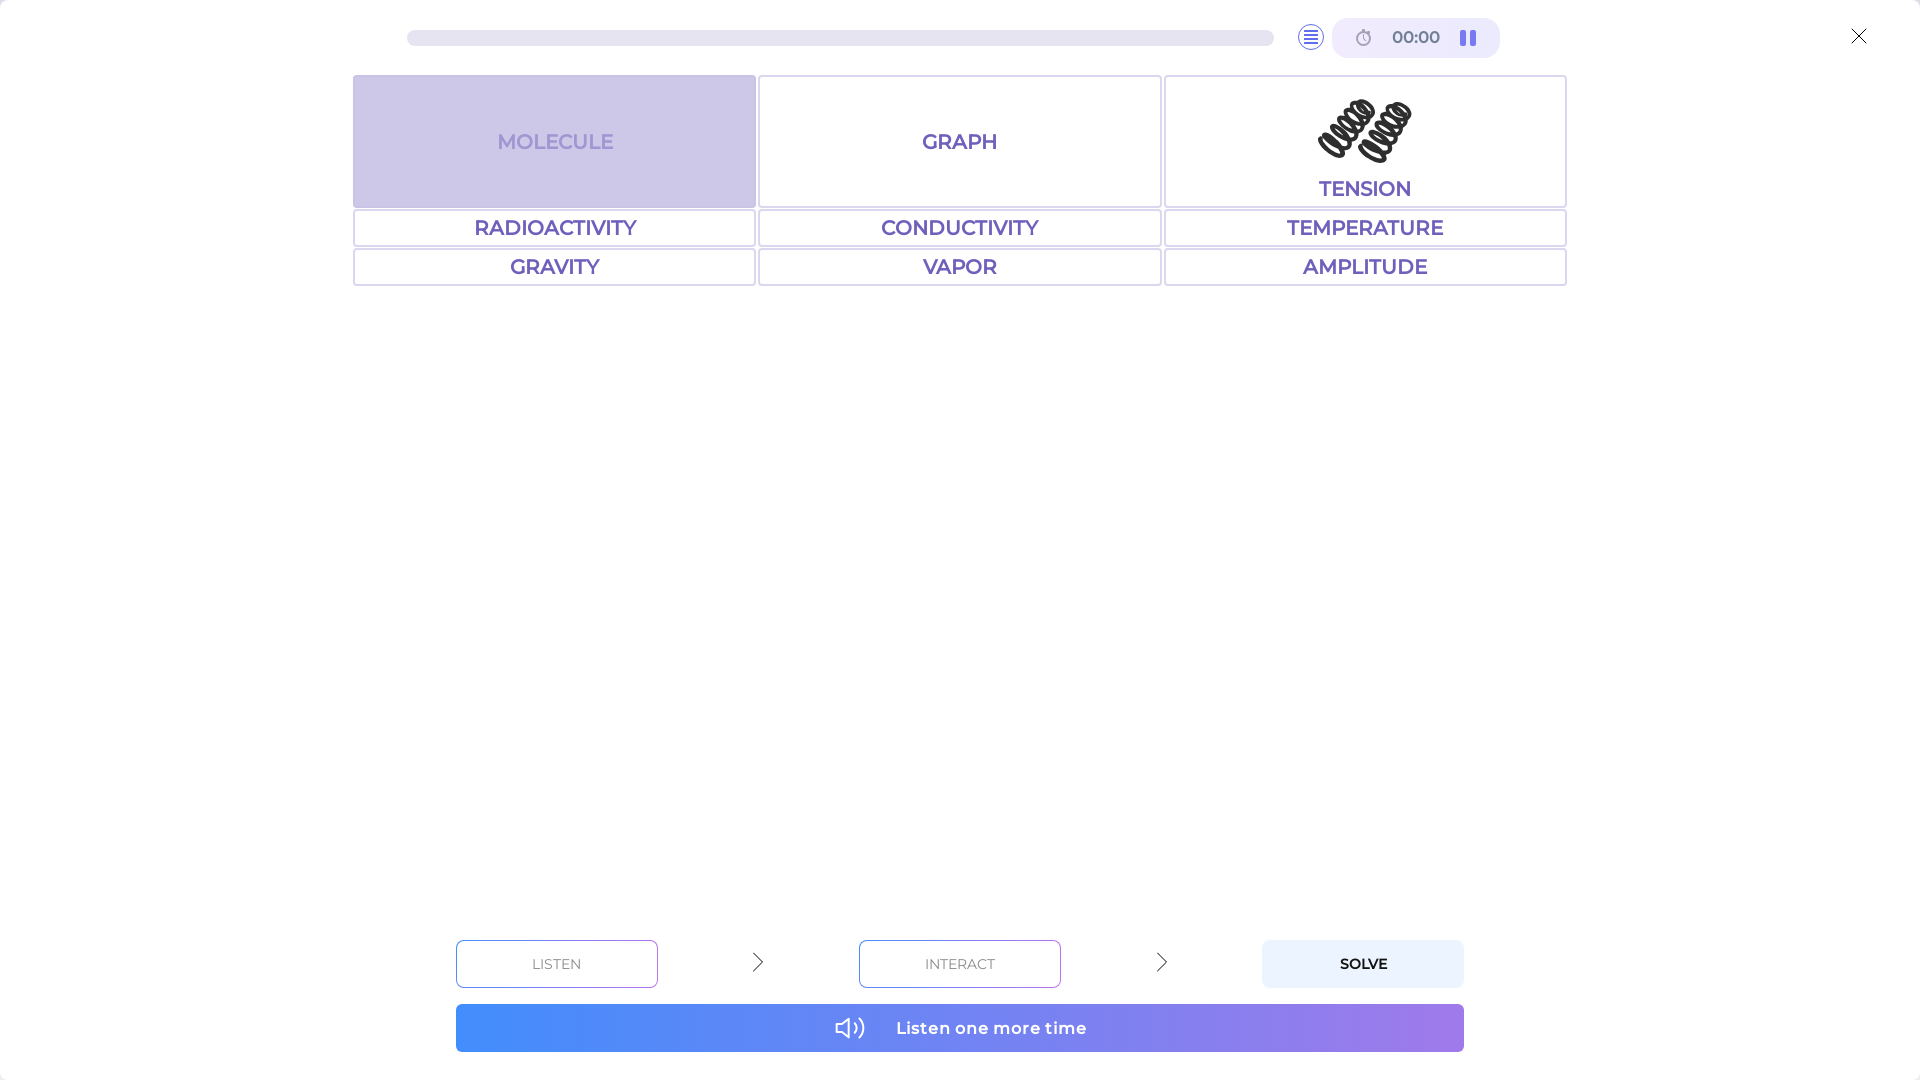 00:00
MOLECULE
GRAPH
TENSION
RADIOACTIVITY
CONDUCTIVITY
TEMPERATURE
GRAVITY
VAPOR
AMPLITUDE
LISTEN
INTERACT
SOLVE
Listen one more time